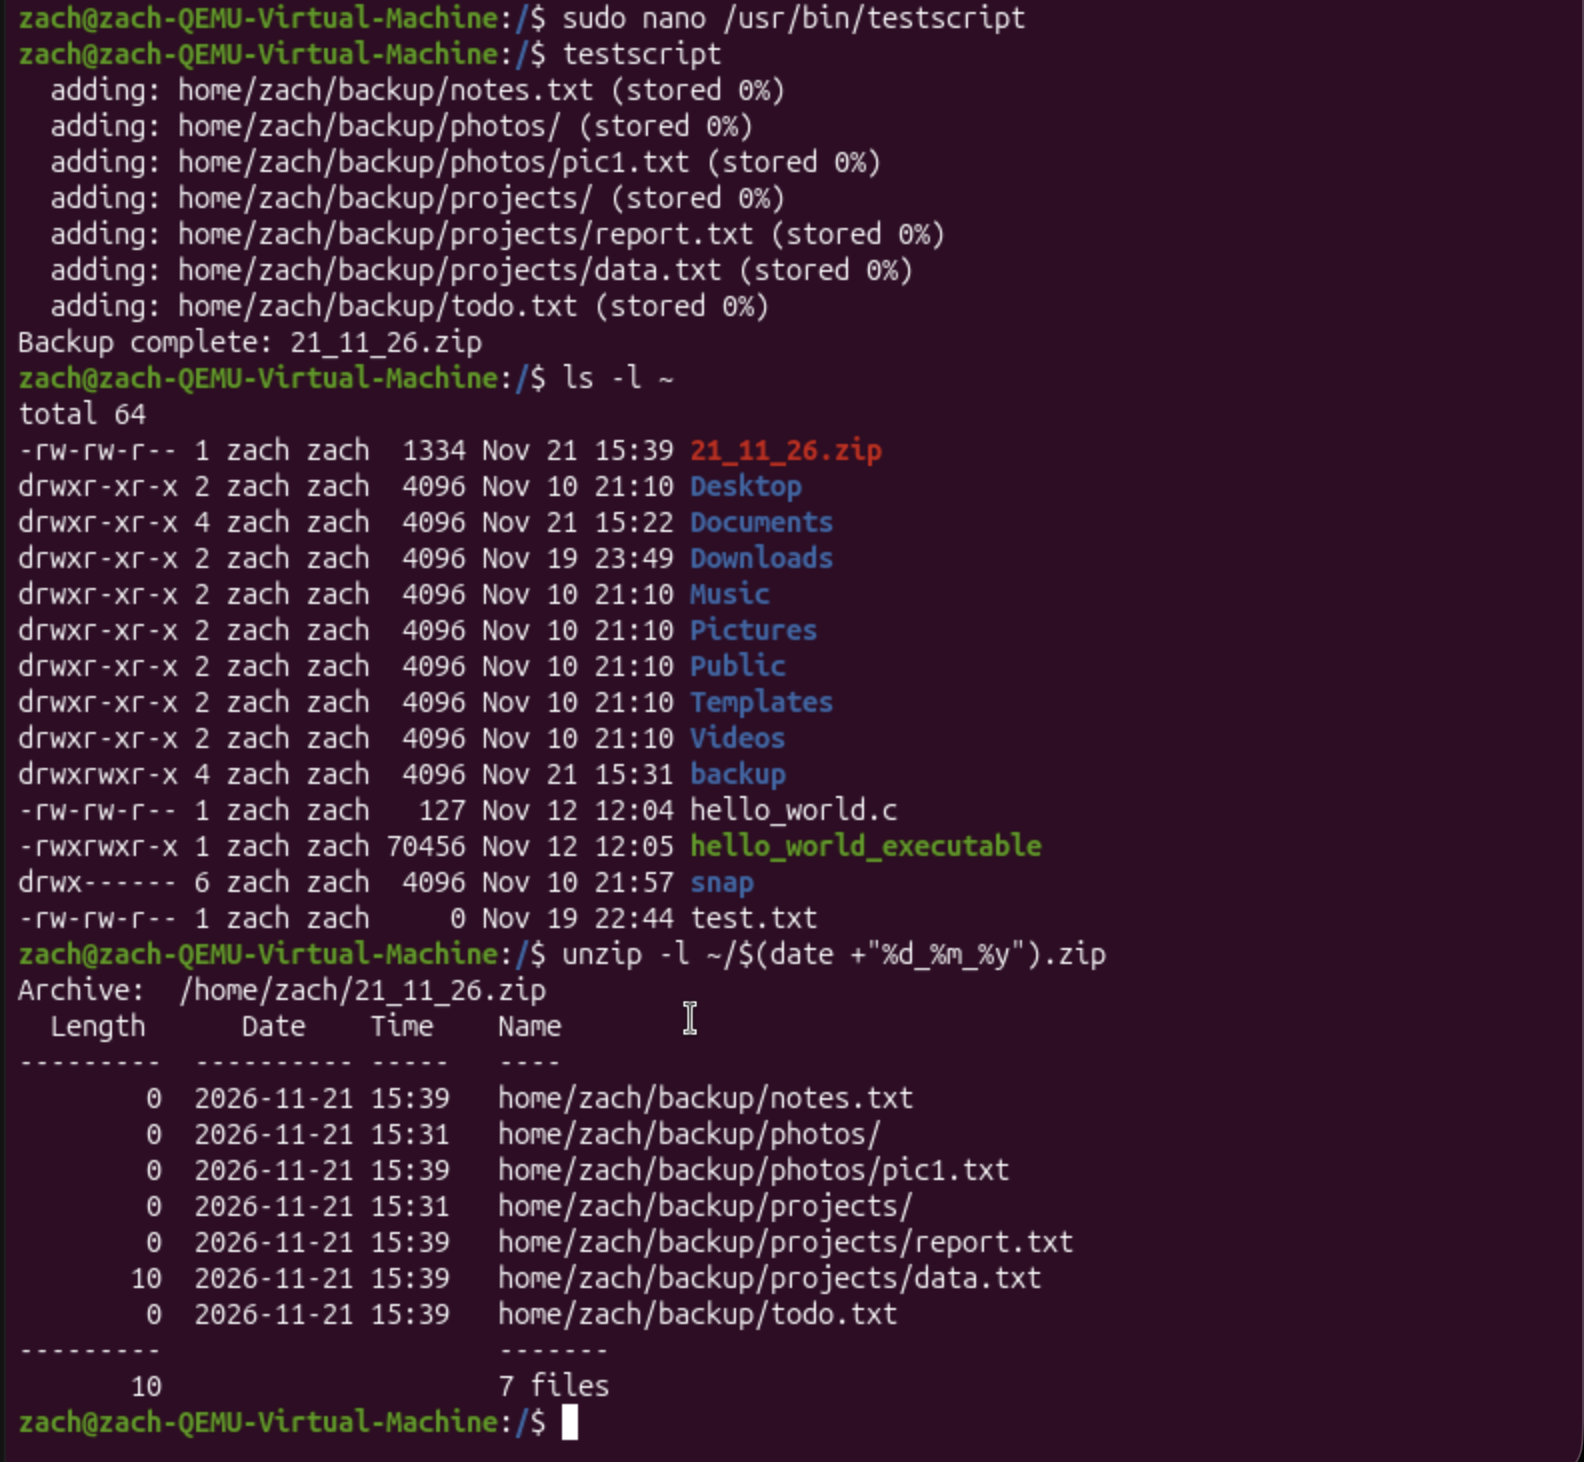 zach@zach-QEMU-Virtual-Machine:/$ sudo nano /usr/bin/testscript
zach@zach-QEMU-Virtual-Machine:/$ testscript
  adding: home/zach/backup/notes.txt (stored 0%)
  adding: home/zach/backup/photos/ (stored 0%)
  adding: home/zach/backup/photos/pic1.txt (stored 0%)
  adding: home/zach/backup/projects/ (stored 0%)
  adding: home/zach/backup/projects/report.txt (stored 0%)
  adding: home/zach/backup/projects/data.txt (stored 0%)
  adding: home/zach/backup/todo.txt (stored 0%)
Backup complete: 21_11_26.zip
zach@zach-QEMU-Virtual-Machine:/$ ls -l ~
total 64
-rw-rw-r-- 1 zach zach  1334 Nov 21 15:39 21_11_26.zip
drwxr-xr-x 2 zach zach  4096 Nov 10 21:10 Desktop
drwxr-xr-x 4 zach zach  4096 Nov 21 15:22 Documents
drwxr-xr-x 2 zach zach  4096 Nov 19 23:49 Downloads
drwxr-xr-x 2 zach zach  4096 Nov 10 21:10 Music
drwxr-xr-x 2 zach zach  4096 Nov 10 21:10 Pictures
drwxr-xr-x 2 zach zach  4096 Nov 10 21:10 Public
drwxr-xr-x 2 zach zach  4096 Nov 10 21:10 Templates
drwxr-xr-x 2 zach zach  4096 Nov 10 21:10 Videos
drwxrwxr-x 4 zach zach  4096 Nov 21 15:31 backup
-rw-rw-r-- 1 zach zach   127 Nov 12 12:04 hello_world.c
-rwxrwxr-x 1 zach zach 70456 Nov 12 12:05 hello_world_executable
drwx------ 6 zach zach  4096 Nov 10 21:57 snap
-rw-rw-r-- 1 zach zach     0 Nov 19 22:44 test.txt
zach@zach-QEMU-Virtual-Machine:/$ unzip -l ~/$(date +"%d_%m_%y").zip
Archive:  /home/zach/21_11_26.zip
  Length      Date    Time    Name
---------  ---------- -----   ----
        0  2026-11-21 15:39   home/zach/backup/notes.txt
        0  2026-11-21 15:31   home/zach/backup/photos/
        0  2026-11-21 15:39   home/zach/backup/photos/pic1.txt
        0  2026-11-21 15:31   home/zach/backup/projects/
        0  2026-11-21 15:39   home/zach/backup/projects/report.txt
       10  2026-11-21 15:39   home/zach/backup/projects/data.txt
        0  2026-11-21 15:39   home/zach/backup/todo.txt
---------                     -------
       10                     7 files
zach@zach-QEMU-Virtual-Machine:/$